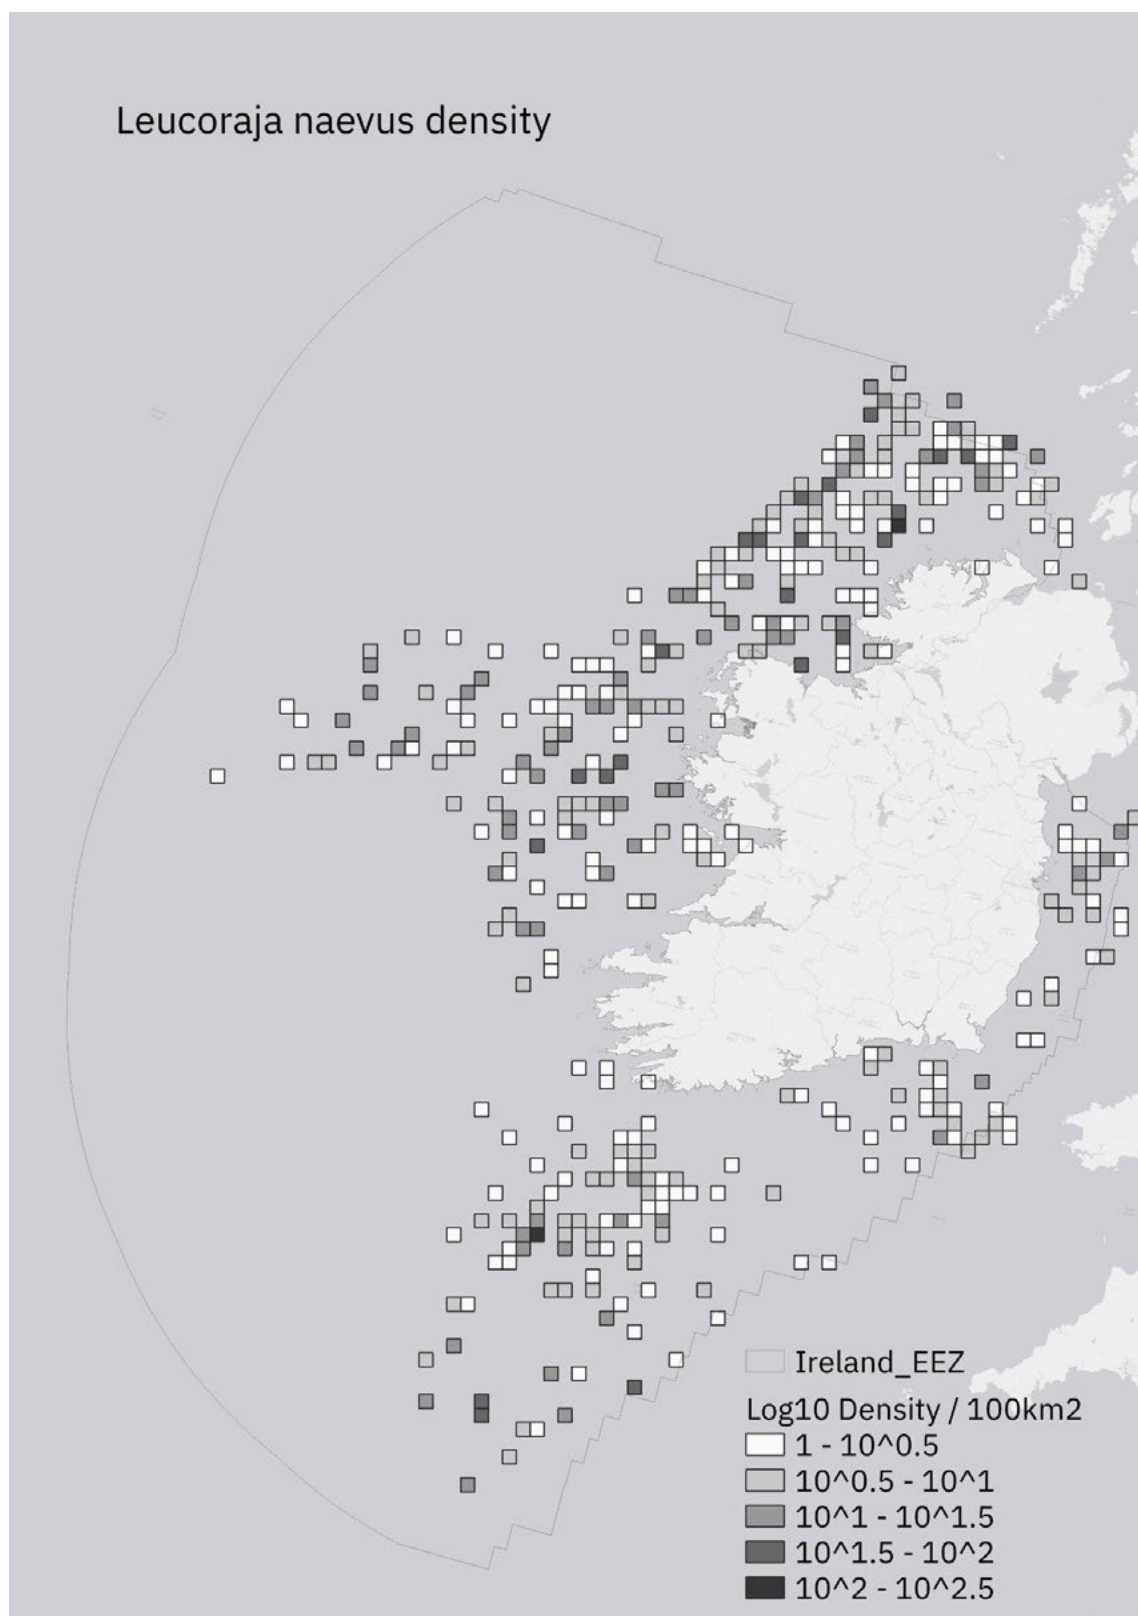 Leucoraja naevus density
Ireland_EEZ
Log10 Density / 100km2
1 - 10^0.5
10^0.5 - 10^1
10^1 - 10^1.5
10^1.5 - 10^2
10^2 - 10^2.5